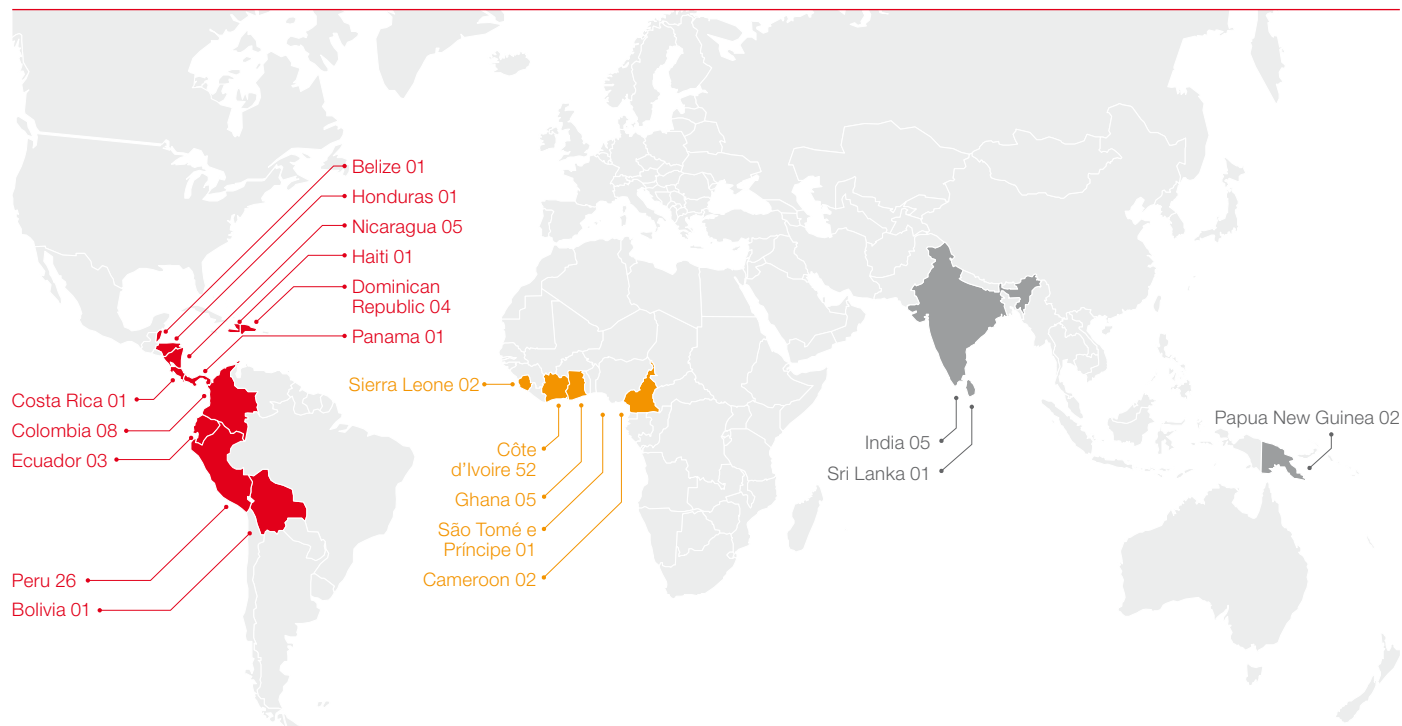 Belize 01
Honduras 01
Nicaragua 05
Haiti 01
Dominican
Republic 04
Panama 01
Costa Rica 01
Colombia 08
Ecuador 03
Peru 26
Bolivia 01
Sierra Leone 02
Côte
d’Ivoire 52
Ghana 05
São Tomé e
Príncipe 01
Cameroon 02
India 05
Sri Lanka 01
Papua New Guinea 02